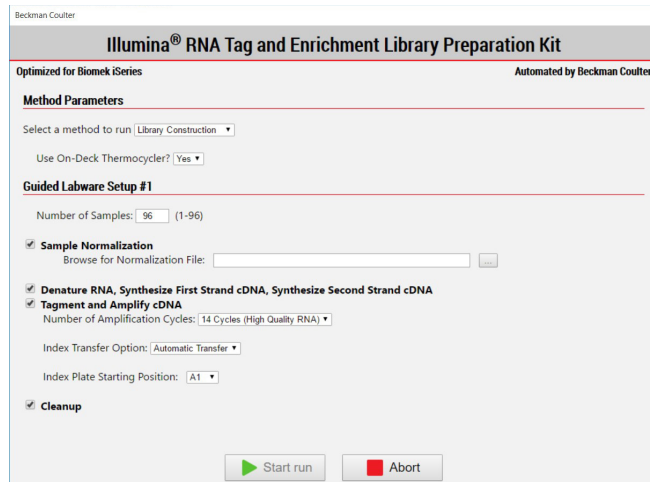 Beckman Coulter
Illumina® RNA Tag and Enrichment Library Preparation Kit
Optimized for Biomek iSeries Automated by Beckman Coulter
Method Parameters
Select a method to run Library Construction
Use On-Deck Thermocycler? Yes
Guided Labware Setup #1
Number of Samples: 96 (1-96)
Sample Normalization
Browse for Normalization File: ...
Denature RNA, Synthesize First Strand cDNA, Synthesize Second Strand cDNA
Tagment and Amplify cDNA
Number of Amplification Cycles: 14 Cycles (High Quality RNA)
Index Transfer Option: Automatic Transfer
Index Plate Starting Position: A1
Cleanup
Start run Abort